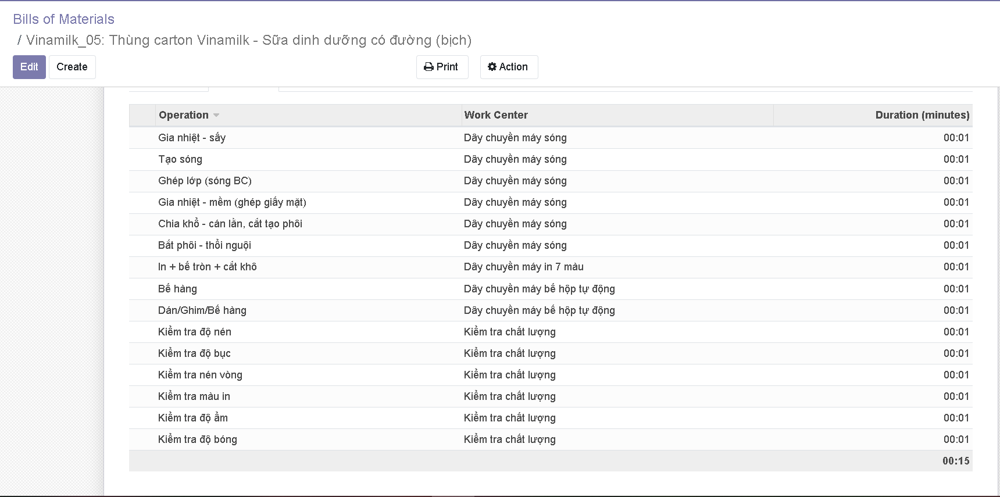 Bills of Materials
/ Vinamilk_05: Thùng carton Vinamilk - Sữa dinh dưỡng có đường (bịch)
Edit Create Print Action
Operation Work Center Duration (minutes)
Gia nhiệt - sấy Dây chuyền máy sóng 00:01
Tạo sóng Dây chuyền máy sóng 00:01
Ghép lớp (sóng BC) Dây chuyền máy sóng 00:01
Gia nhiệt - mềm (ghép giấy mặt) Dây chuyền máy sóng 00:01
Chia khổ - cán lằn, cắt tạo phôi Dây chuyền máy sóng 00:01
Bắt phôi - thổi nguội Dây chuyền máy sóng 00:01
In + bế tròn + cắt khô Dây chuyền máy in 7 màu 00:01
Bế hàng Dây chuyền máy bế hộp tự động 00:01
Dán/Ghim/Bế hàng Dây chuyền máy bế hộp tự động 00:01
Kiểm tra độ nén Kiểm tra chất lượng 00:01
Kiểm tra độ bục Kiểm tra chất lượng 00:01
Kiểm tra nén vòng Kiểm tra chất lượng 00:01
Kiểm tra màu in Kiểm tra chất lượng 00:01
Kiểm tra độ ẩm Kiểm tra chất lượng 00:01
Kiểm tra độ bóng Kiểm tra chất lượng 00:01
00:15